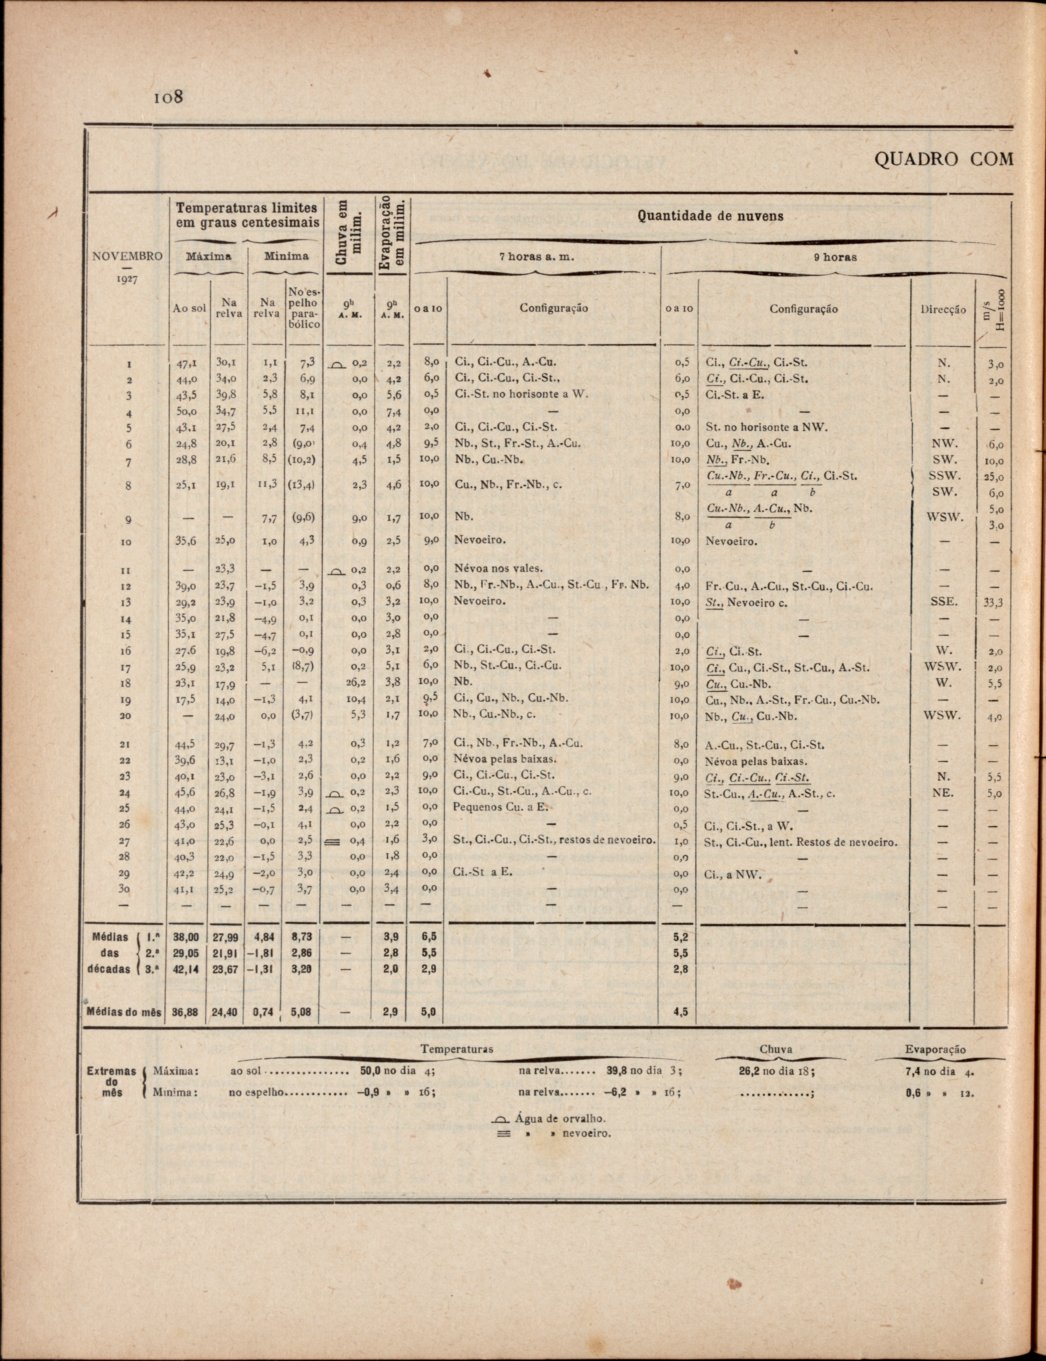 108
QUADRO COM
NOVEMBRO — 1927 | Temperaturas limites em graus centesimais | Chuva em milim. | Evaporação em milim. | Quantidade de nuvens
Máxima | Minima | 7 horas a. m. | 9 horas
Ao sol | Na relva | Na relva | No espelho parabólico | 9h A. M. | 9h A. M. | 0 a 10 | Configuração | 0 a 10 | Configuração | Direcção | m/s H=1000
1 | 47,1 | 30,1 | 1,1 | 7,3 | ⌓ 0,2 | 2,2 | 8,0 | Ci., Ci.-Cu., A.-Cu. | 0,5 | Ci., Ci.-Cu., Ci.-St. | N. | 3,0
2 | 44,0 | 34,0 | 2,3 | 6,9 | 0,0 | 4,2 | 6,0 | Ci., Ci.-Cu., Ci.-St., | 6,0 | Ci., Ci.-Cu., Ci.-St. | N. | 2,0
3 | 43,5 | 39,8 | 5,8 | 8,1 | 0,0 | 5,6 | 0,5 | Ci.-St. no horisonte a W. | 0,5 | Ci.-St. a E. | — | —
4 | 50,0 | 34,7 | 5,5 | 11,1 | 0,0 | 7,4 | 0,0 | — | 0,0 | — | — | —
5 | 43,1 | 27,5 | 2,4 | 7,4 | 0,0 | 4,2 | 2,0 | Ci., Ci.-Cu., Ci.-St. | 0.0 | St. no horisonte a NW. | — | —
6 | 24,8 | 20,1 | 2,8 | (9,0) | 0,4 | 4,8 | 9,5 | Nb., St., Fr.-St., A.-Cu. | 10,0 | Cu., Nb., A.-Cu. | NW. | 6,0
7 | 28,8 | 21,6 | 8,5 | (10,2) | 4,5 | 1,5 | 10,0 | Nb., Cu.-Nb. | 10,0 | Nb., Fr.-Nb. | SW. | 10,0
8 | 25,1 | 19,1 | 11,3 | (13,4) | 2,3 | 4,6 | 10,0 | Cu., Nb., Fr.-Nb., c. | 7,0 | Cu.-Nb., Fr.-Cu., Ci., Ci.-St. | SSW. | 25,0
a a b | SW. | 6,0
9 | — | — | 7,7 | (9,6) | 9,0 | 1,7 | 10,0 | Nb. | 8,0 | Cu.-Nb., A.-Cu., Nb. | WSW. | 5,0
a b | 3,0
10 | 35,6 | 25,0 | 1,0 | 4,3 | 0,9 | 2,5 | 9,0 | Nevoeiro. | 10,0 | Nevoeiro. | — | —
11 | — | 23,3 | — | — | ⌓ 0,2 | 2,2 | 0,0 | Névoa nos vales. | 0,0 | — | — | —
12 | 39,0 | 23,7 | —1,5 | 3,9 | 0,3 | 0,6 | 8,0 | Nb., Fr.-Nb., A.-Cu., St.-Cu , Fr. Nb. | 4,0 | Fr. Cu., A.-Cu., St.-Cu., Ci.-Cu. | — | —
13 | 29,2 | 23,9 | —1,0 | 3,2 | 0,3 | 3,2 | 10,0 | Nevoeiro. | 10,0 | St., Nevoeiro c. | SSE. | 33,3
14 | 35,0 | 21,8 | —4,9 | 0,1 | 0,0 | 3,0 | 0,0 | — | 0,0 | — | — | —
15 | 35,1 | 27,5 | —4,7 | 0,1 | 0,0 | 2,8 | 0,0 | — | 0,0 | — | — | —
16 | 27,6 | 19,8 | —6,2 | —0,9 | 0,0 | 3,1 | 2,0 | Ci., Ci.-Cu., Ci.-St. | 2,0 | Ci., Ci.-St. | W. | 2,0
17 | 25,9 | 23,2 | 5,1 | (8,7) | 0,2 | 5,1 | 6,0 | Nb., St.-Cu., Ci.-Cu. | 10,0 | Ci., Cu., Ci.-St., St.-Cu., A.-St. | WSW. | 2,0
18 | 23,1 | 17,9 | — | — | 26,2 | 3,8 | 10,0 | Nb. | 9,0 | Cu., Cu.-Nb. | W. | 5,5
19 | 17,5 | 14,0 | —1,3 | 4,1 | 10,4 | 2,1 | 9,5 | Ci., Cu., Nb., Cu.-Nb. | 10,0 | Cu., Nb., A.-St., Fr.-Cu., Cu.-Nb. | — | —
20 | — | 24,0 | 0,0 | (3,7) | 5,3 | 1,7 | 10,0 | Nb., Cu.-Nb., c. | 10,0 | Nb., Cu., Cu.-Nb. | WSW. | 4,0
21 | 44,5 | 29,7 | —1,3 | 4,2 | 0,3 | 1,2 | 7,0 | Ci., Nb., Fr.-Nb., A.-Cu. | 8,0 | A.-Cu., St.-Cu., Ci.-St. | — | —
22 | 39,6 | 13,1 | —1,0 | 2,3 | 0,2 | 1,6 | 0,0 | Névoa pelas baixas. | 0,0 | Névoa pelas baixas. | — | —
23 | 40,1 | 23,0 | —3,1 | 2,6 | 0,0 | 2,2 | 9,0 | Ci., Ci.-Cu., Ci.-St. | 9,0 | Ci., Ci.-Cu., Ci.-St. | N. | 5,5
24 | 45,6 | 26,8 | —1,9 | 3,9 | ⌓ 0,2 | 2,3 | 10,0 | Ci.-Cu., St.-Cu., A.-Cu., c. | 10,0 | St.-Cu., A.-Cu., A.-St., c. | NE. | 5,0
25 | 44,0 | 24,1 | —1,5 | 2,4 | ⌓ 0,2 | 1,5 | 0,0 | Pequenos Cu. a E. | 0,0 | — | — | —
26 | 43,0 | 25,3 | —0,1 | 4,1 | 0,0 | 2,2 | 0,0 | — | 0,5 | Ci., Ci.-St., a W. | — | —
27 | 41,0 | 22,6 | 0,0 | 2,5 | ≡ 0,4 | 1,6 | 3,0 | St., Ci.-Cu., Ci.-St., restos de nevoeiro. | 1,0 | St., Ci.-Cu., lent. Restos de nevoeiro. | — | —
28 | 40,3 | 22,0 | —1,5 | 3,3 | 0,0 | 1,8 | 0,0 | — | 0,0 | — | — | —
29 | 42,2 | 24,9 | —2,0 | 3,0 | 0,0 | 2,4 | 0,0 | Ci.-St a E. | 0,0 | Ci., a NW. | — | —
30 | 41,1 | 25,2 | —0,7 | 3,7 | 0,0 | 3,4 | 0,0 | — | 0,0 | — | — | —
— | — | — | — | — | — | — | — | — | — | — | — | —
Médias das décadas { 1.ª | 38,00 | 27,99 | 4,84 | 8,73 | — | 3,9 | 6,5 | 5,2
2.ª | 29,05 | 21,91 | —1,81 | 2,86 | — | 2,8 | 5,5 | 5,5
3.ª | 42,14 | 23,67 | —1,31 | 3,20 | — | 2,0 | 2,9 | 2,8
Médias do mês | 36,88 | 24,40 | 0,74 | 5,08 | — | 2,9 | 5,0 | 4,5
Temperaturas | Chuva | Evaporação
Extremas do mês { Máxima: ao sol ................ 50,0 no dia 4; na relva....... 39,8 no dia 3; 26,2 no dia 18; 7,4 no dia 4.
Minima: no espelho............ —0,9 » » 16; na relva....... —6,2 » » 16; .............; 0,6 » » 12.
⌓ Água de orvalho.
≡ » » nevoeiro.